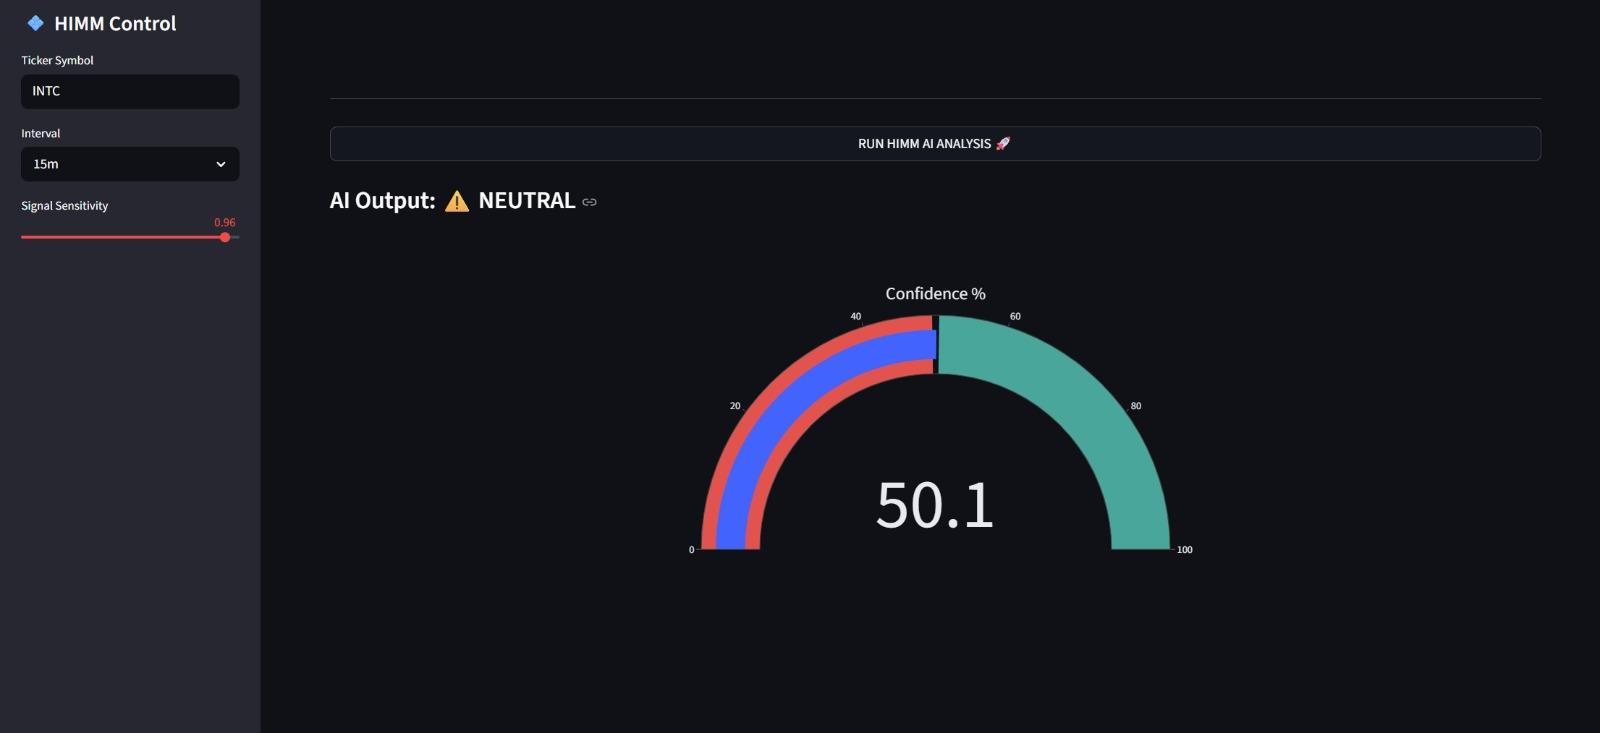 HIMM Control
Ticker Symbol
INTC
Interval
15m
Signal Sensitivity
0.96
RUN HIMM AI ANALYSIS 🚀
AI Output: ⚠️ NEUTRAL
Confidence %
0
20
40
60
80
100
50.1